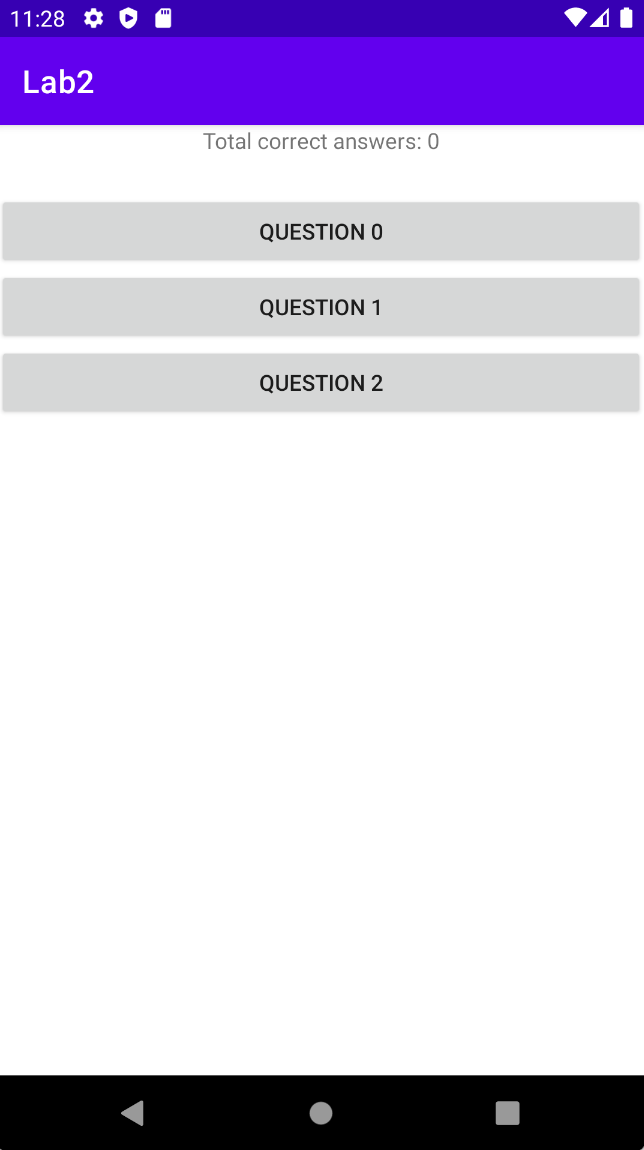 11:28
Lab2
Total correct answers: 0
QUESTION 0
QUESTION 1
QUESTION 2